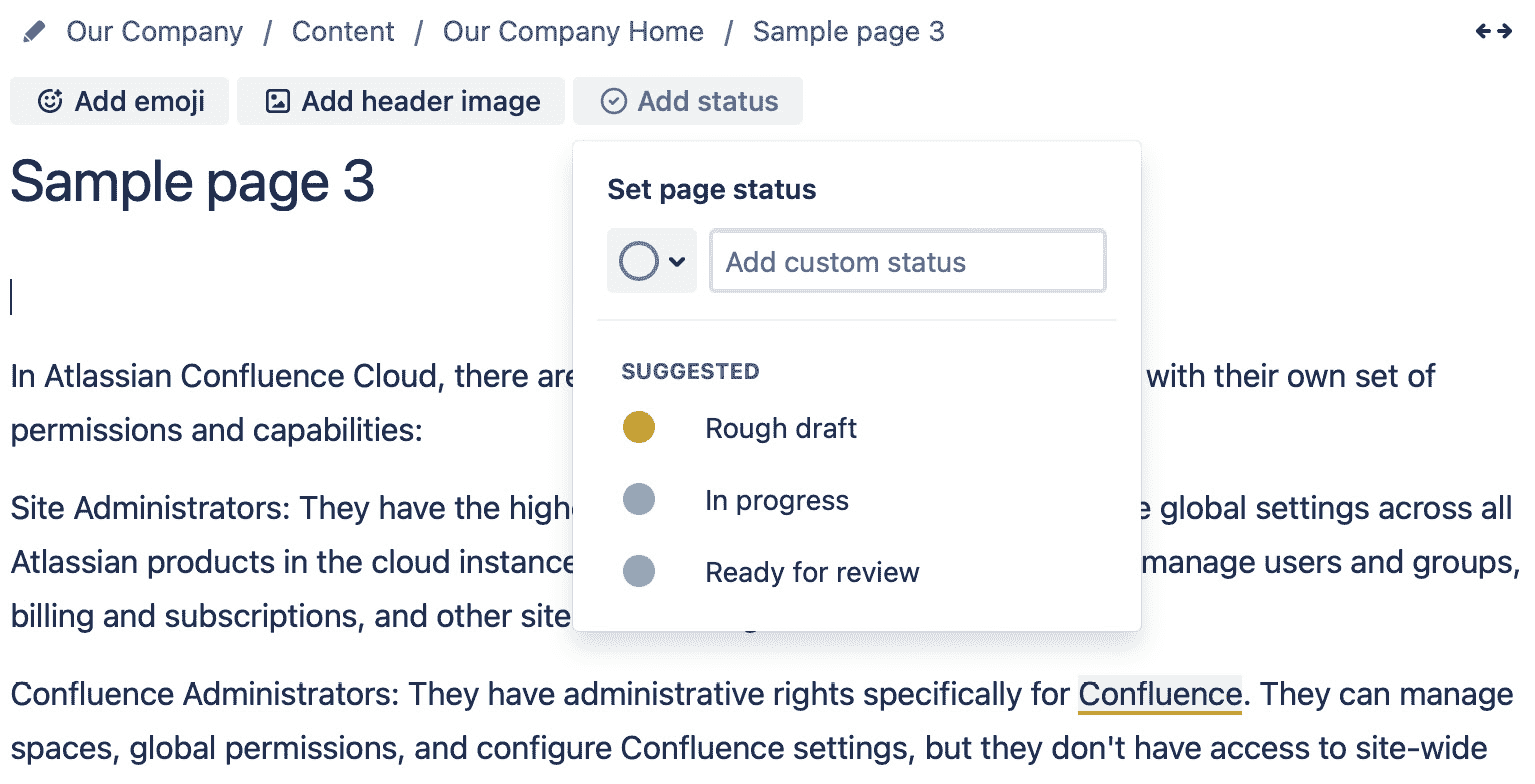 Our Company / Content / Our Company Home / Sample page 3
Add emoji Add header image Add status
Sample page 3
Set page status
Add custom status
SUGGESTED
Rough draft
In progress
Ready for review
In Atlassian Confluence Cloud, there are with their own set of
permissions and capabilities:
Site Administrators: They have the global settings across all
Atlassian products in the cloud instance manage users and groups,
billing and subscriptions, and other site
Confluence Administrators: They have administrative rights specifically for Confluence. They can manage
spaces, global permissions, and configure Confluence settings, but they don't have access to site-wide